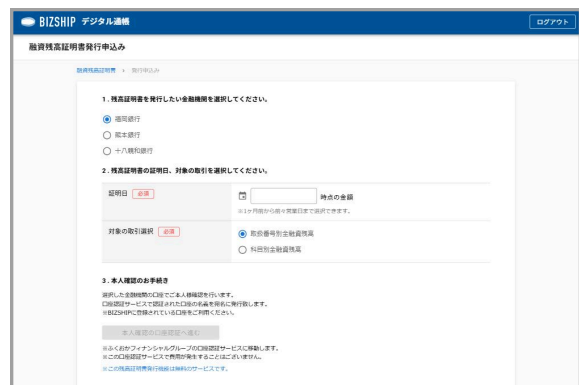 BIZSHIP デジタル通帳
ログアウト
融資残高証明書発行申込み
融資残高証明書 › 発行申込み
1．残高証明書を発行したい金融機関を選択してください。
福岡銀行
熊本銀行
十八親和銀行
2．残高証明書の証明日、対象の取引を選択してください。
証明日 必須
時点の金額
※1ヶ月前から前々営業日まで選択できます。
対象の取引選択 必須
取扱番号別金融資残高
科目別金融資残高
3．本人確認のお手続き
選択した金融機関の口座でご本人様確認を行います。
口座認証サービスで認証された口座の名義を宛名に発行致します。
※BIZSHIPに登録されている口座をご利用ください。
本人確認の口座認証へ進む
※ふくおかフィナンシャルグループの口座認証サービスに移動します。
※この口座認証サービスで費用が発生することはございません。
※この残高証明書発行機能は無料のサービスです。